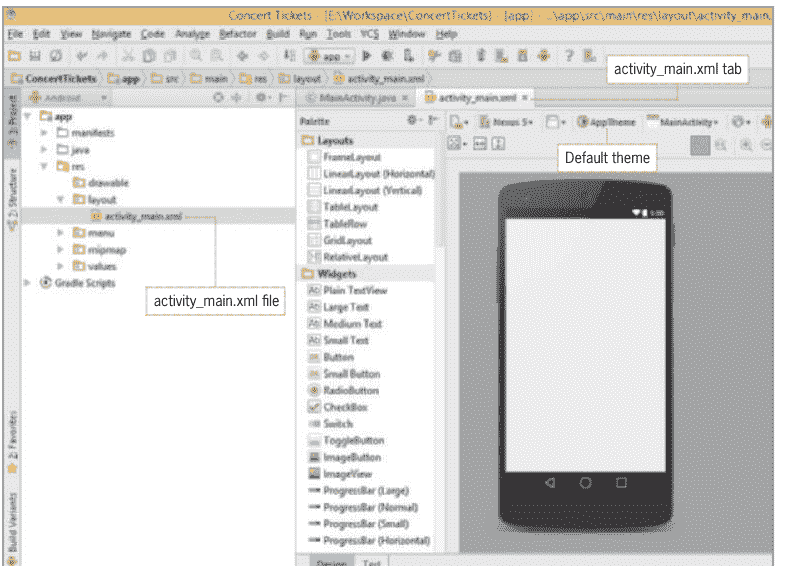 Concert Tickets - [E:\Workspace\ConcertTickets] - [app] - ...\app\src\main\res\layout\activity_main.
File Edit View Navigate Code Analyze Refactor Build Run Tools VCS Window Help
app
ConcertTickets app src main res layout activity_main.xml
activity_main.xml tab
1: Project
Android
MainActivity.java
activity_main.xml
app
manifests
java
res
drawable
layout
activity_main.xml
menu
mipmap
values
Gradle Scripts
activity_main.xml file
2: Structure
2: Favorites
Build Variants
Palette
Nexus 5
AppTheme
MainActivity
Default theme
Layouts
FrameLayout
LinearLayout (Horizontal)
LinearLayout (Vertical)
TableLayout
TableRow
GridLayout
RelativeLayout
Widgets
Plain TextView
Large Text
Medium Text
Small Text
Button
Small Button
RadioButton
CheckBox
Switch
ToggleButton
ImageButton
ImageView
ProgressBar (Large)
ProgressBar (Normal)
ProgressBar (Small)
ProgressBar (Horizontal)
Design Text